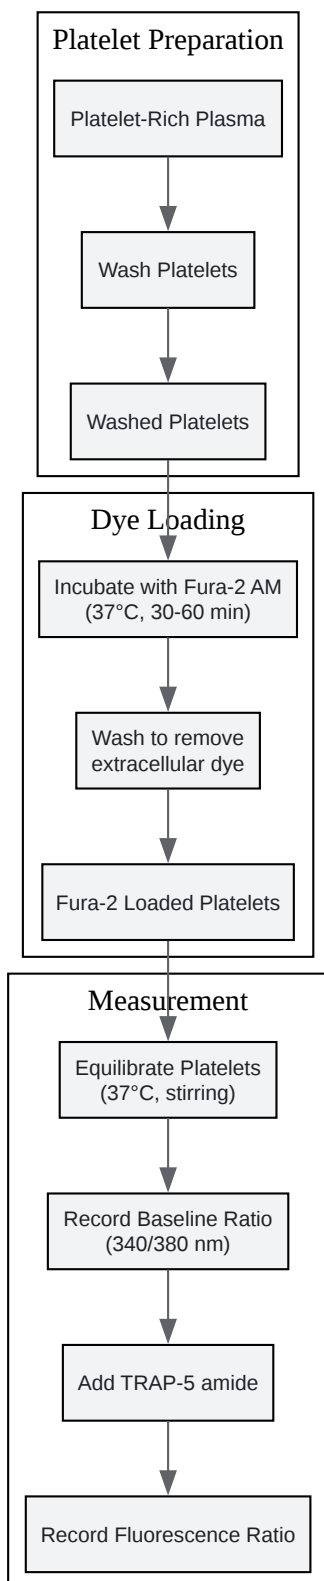 Platelet Preparation
Platelet-Rich Plasma
Wash Platelets
Washed Platelets
Dye Loading
Incubate with Fura-2 AM
(37°C, 30-60 min)
Wash to remove
extracellular dye
Fura-2 Loaded Platelets
Measurement
Equilibrate Platelets
(37°C, stirring)
Record Baseline Ratio
(340/380 nm)
Add TRAP-5 amide
Record Fluorescence Ratio